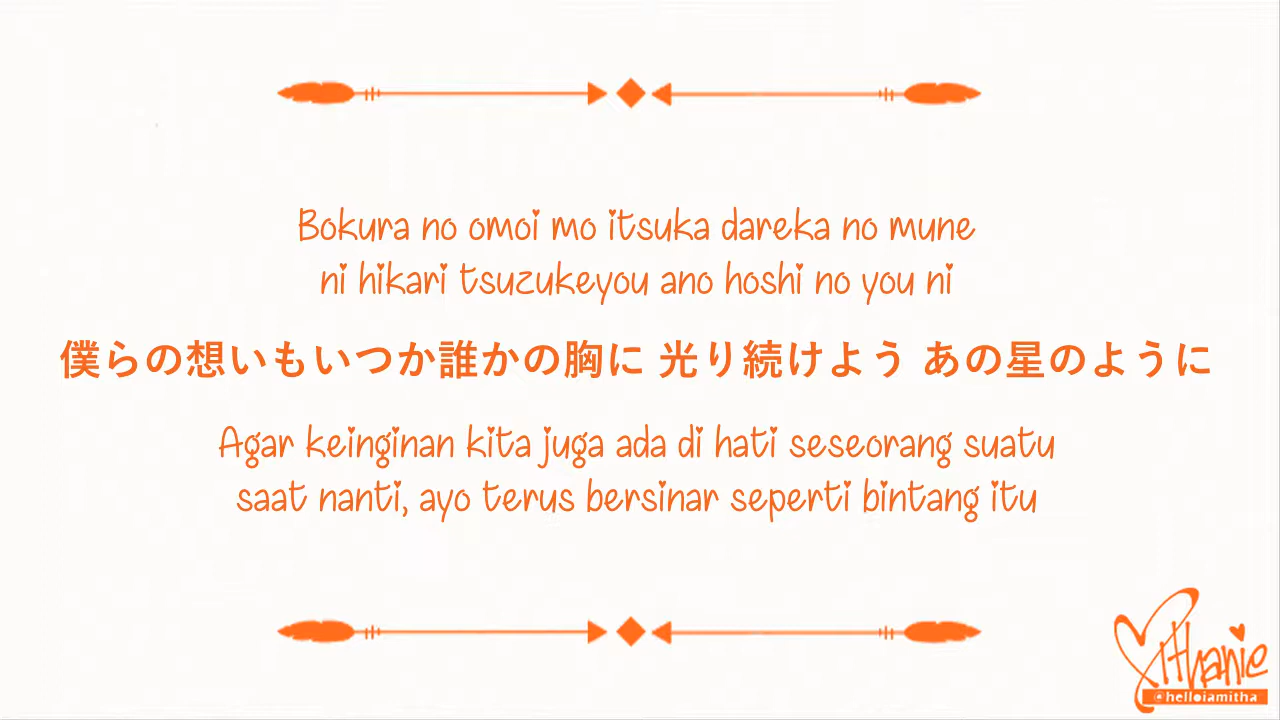 Bokura no omoi mo itsuka dareka no mune
ni hikari tsuzukeyou ano hoshi no you ni
僕らの想いもいつか誰かの胸に 光り続けよう あの星のように
Agar keinginan kita juga ada di hati seseorang suatu
saat nanti, ayo terus bersinar seperti bintang itu
Mithanie
@helloiamitha